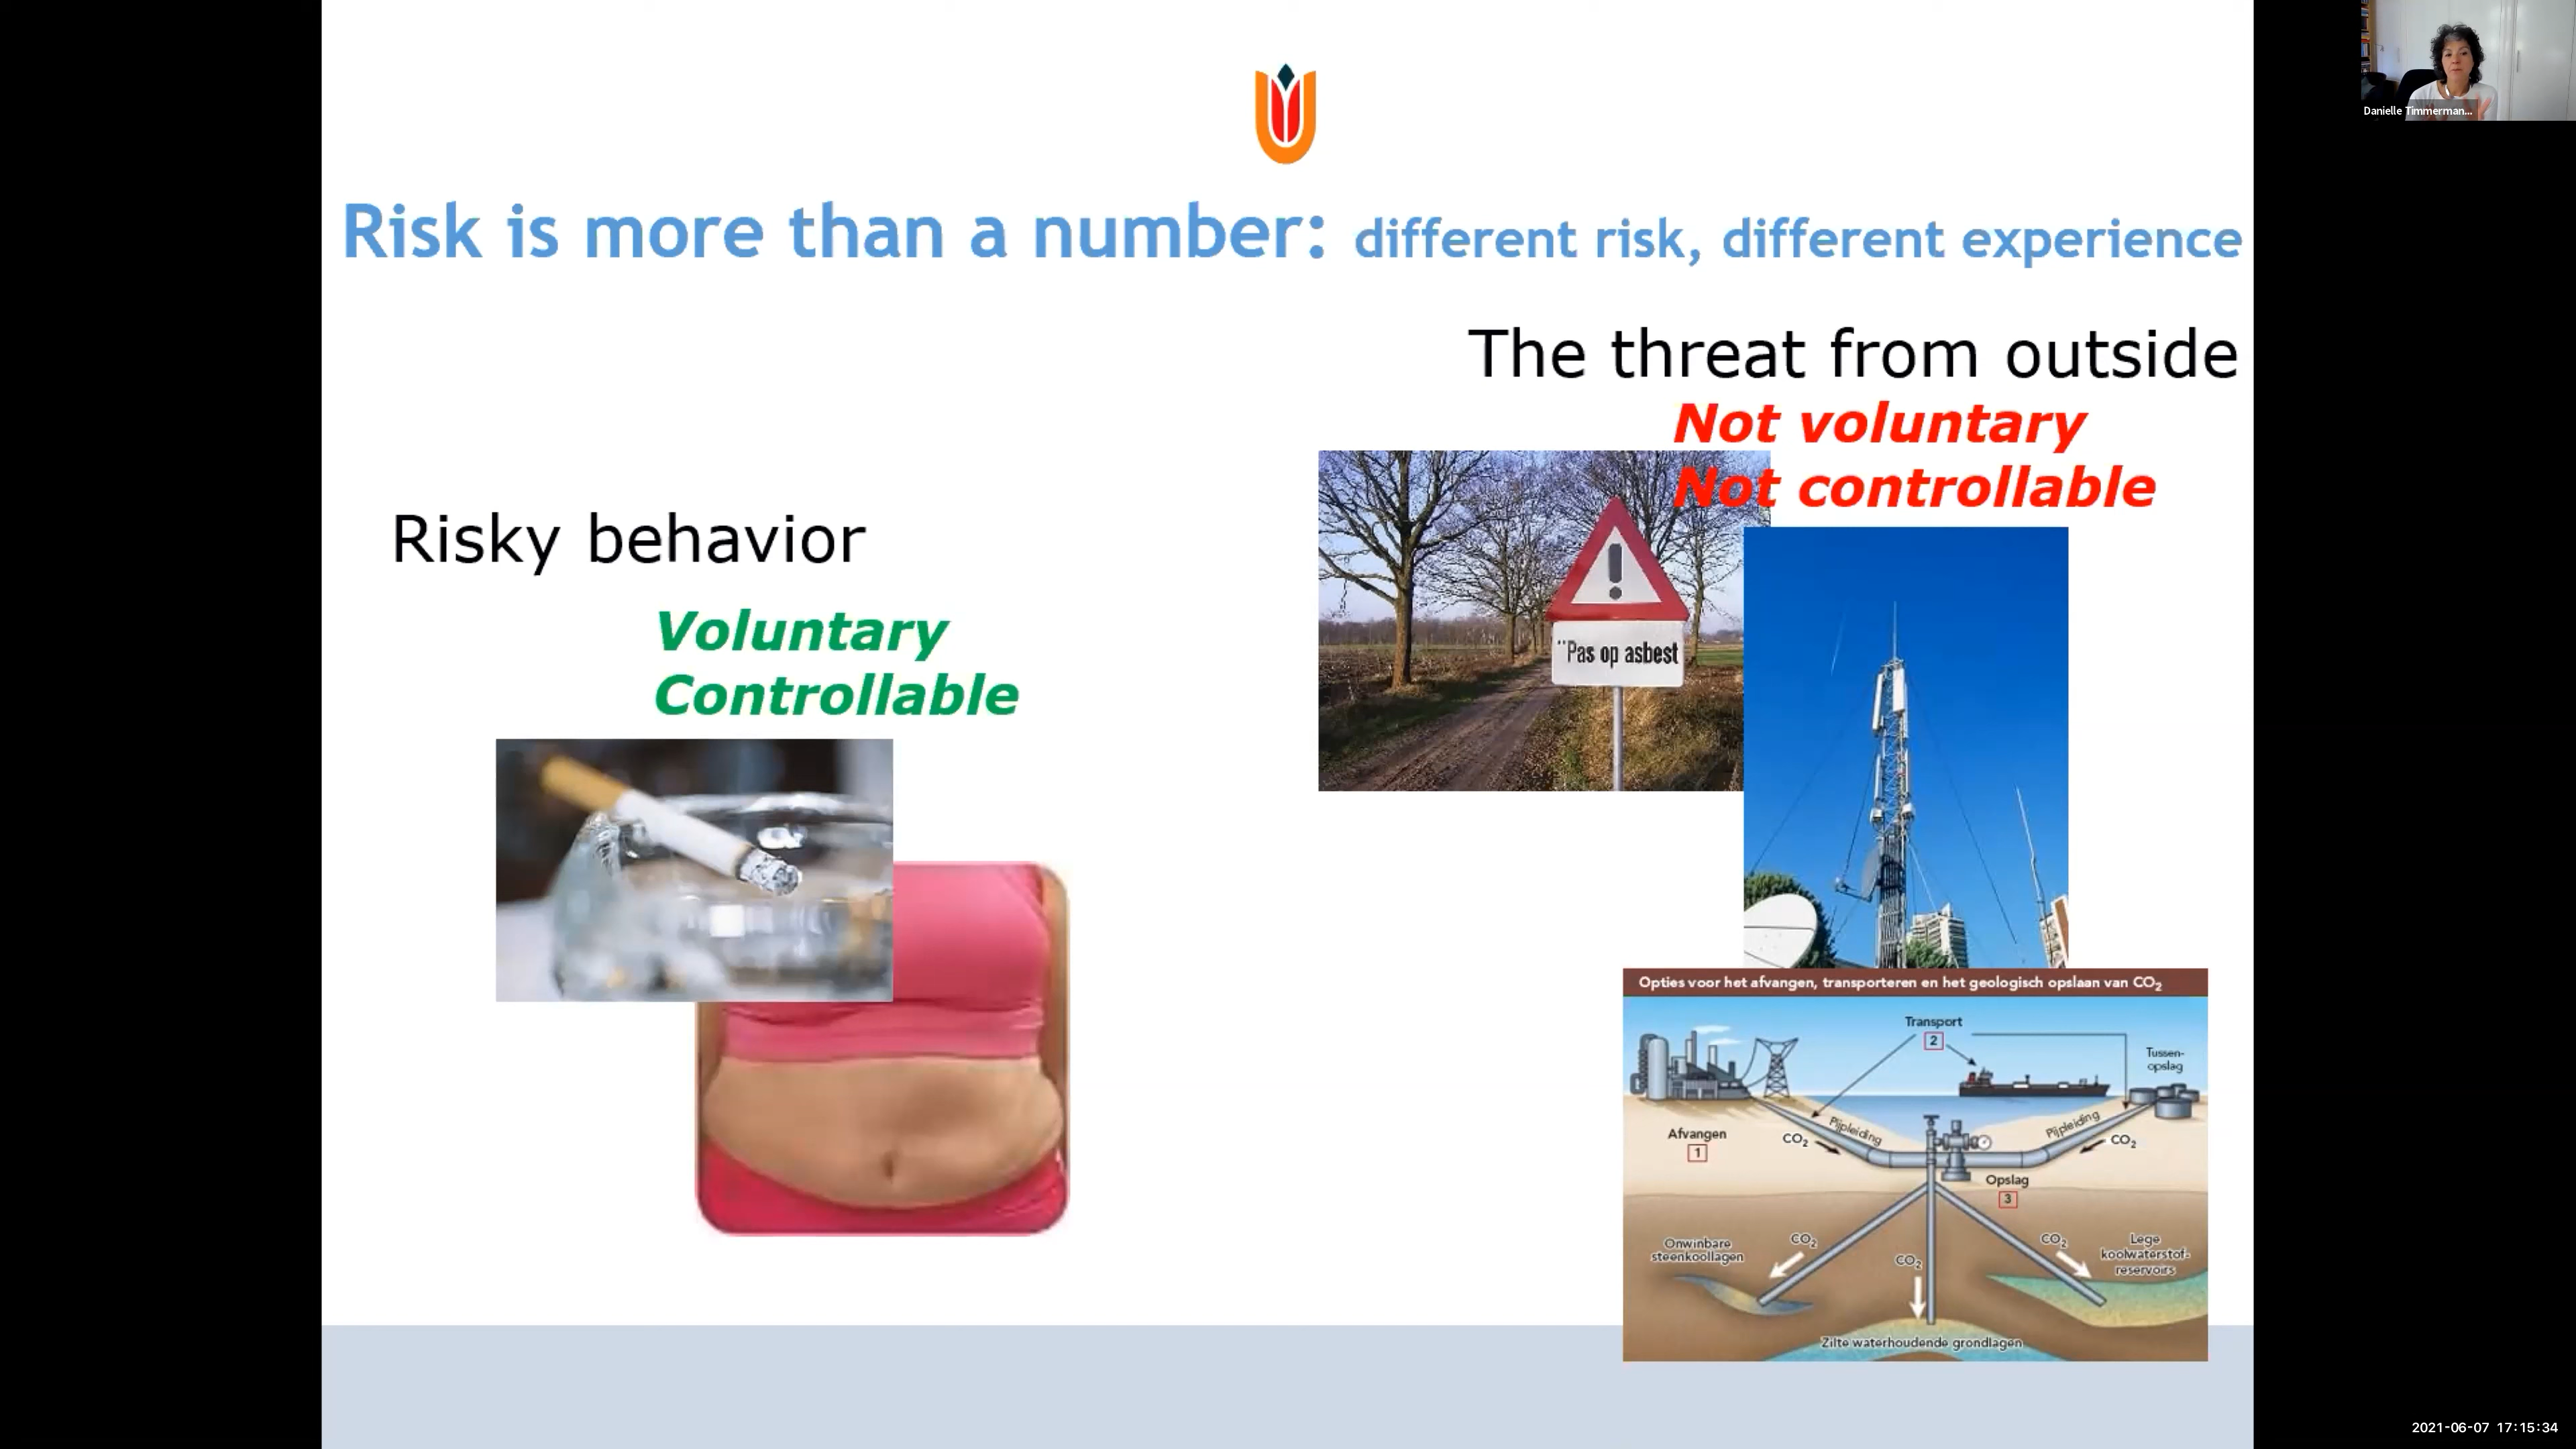 Danielle Timmerman...
Risk is more than a number: different risk, different experience
The threat from outside
Not voluntary
Not controllable
Risky behavior
Voluntary
Controllable
"Pas op asbest
Opties voor het afvangen, transporteren en het geologisch opslaan van CO2
Transport
2
Tussen-
opslag
Afvangen
1
CO2
Pijpleiding
Pijpleiding
CO2
Opslag
3
Onwinbare
steenkoollagen
CO2
CO2
CO2
Lege
koolwaterstof-
reservoirs
Zilte waterhoudende grondlagen
2021-06-07 17:15:34